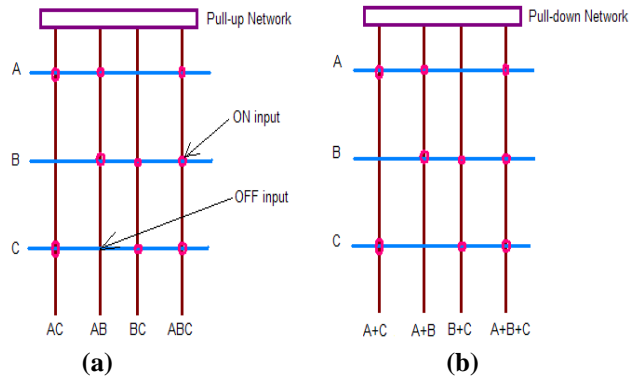 Pull-up Network
A
ON input
B
OFF input
C
AC AB BC ABC
(a)
Pull-down Network
A
B
C
A+C A+B B+C A+B+C
(b)